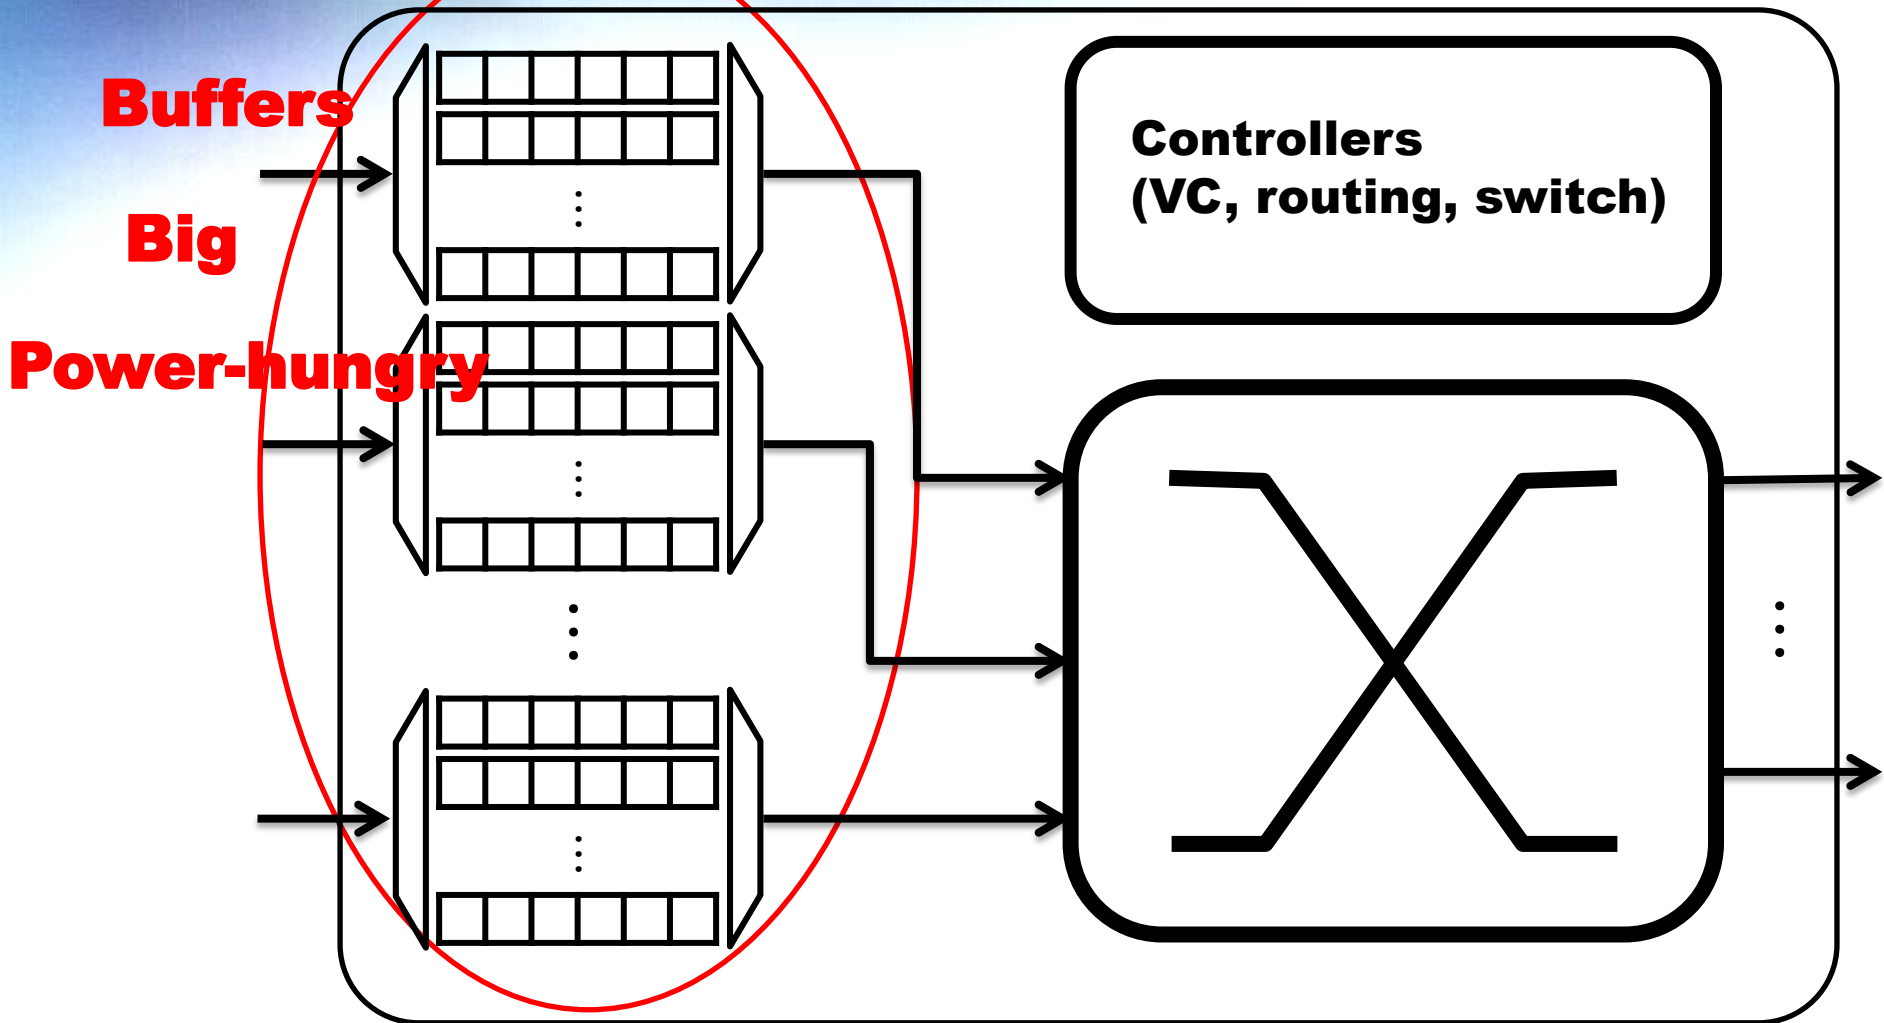 Buffers
Big
Power-hungry
Controllers
(VC, routing, switch)